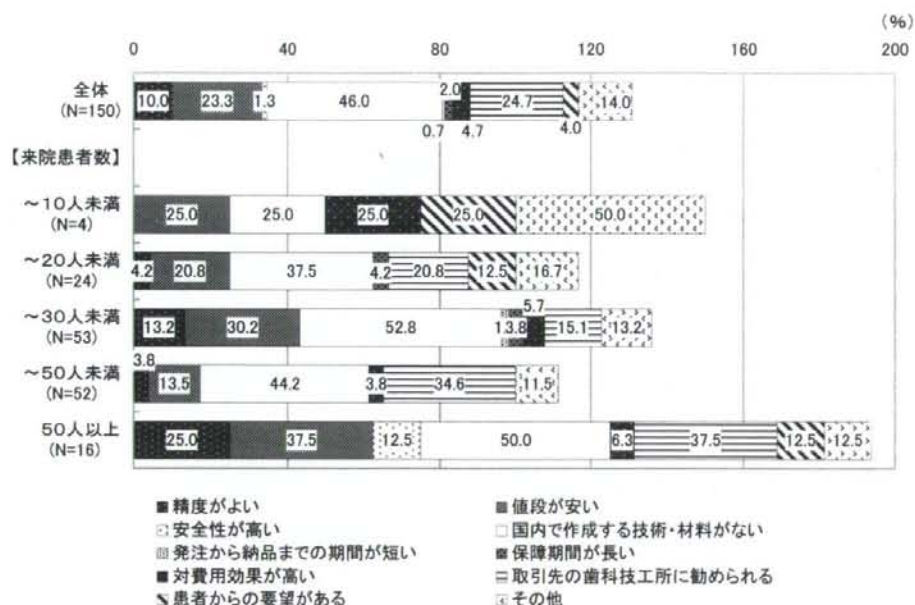 (%)
0 40 80 120 160 200
全体
(N=150)
10.0 23.3 1.3 46.0 2.0 24.7 14.0
0.7 4.7 4.0
【来院患者数】
～10人未満
(N=4)
25.0 25.0 25.0 25.0 50.0
～20人未満
(N=24)
4.2 20.8 37.5 4.2 20.8 12.5 16.7
～30人未満
(N=53)
5.7
13.2 30.2 52.8 1.3.8 15.1 13.2
～50人未満
(N=52)
3.8
13.5 44.2 3.8 34.6 11.5
50人以上
(N=16)
25.0 37.5 12.5 50.0 6.3 37.5 12.5 12.5
精度がよい 値段が安い
安全性が高い 国内で作成する技術・材料がない
発注から納品までの期間が短い 保障期間が長い
対費用効果が高い 取引先の歯科技工所に勧められる
患者からの要望がある その他